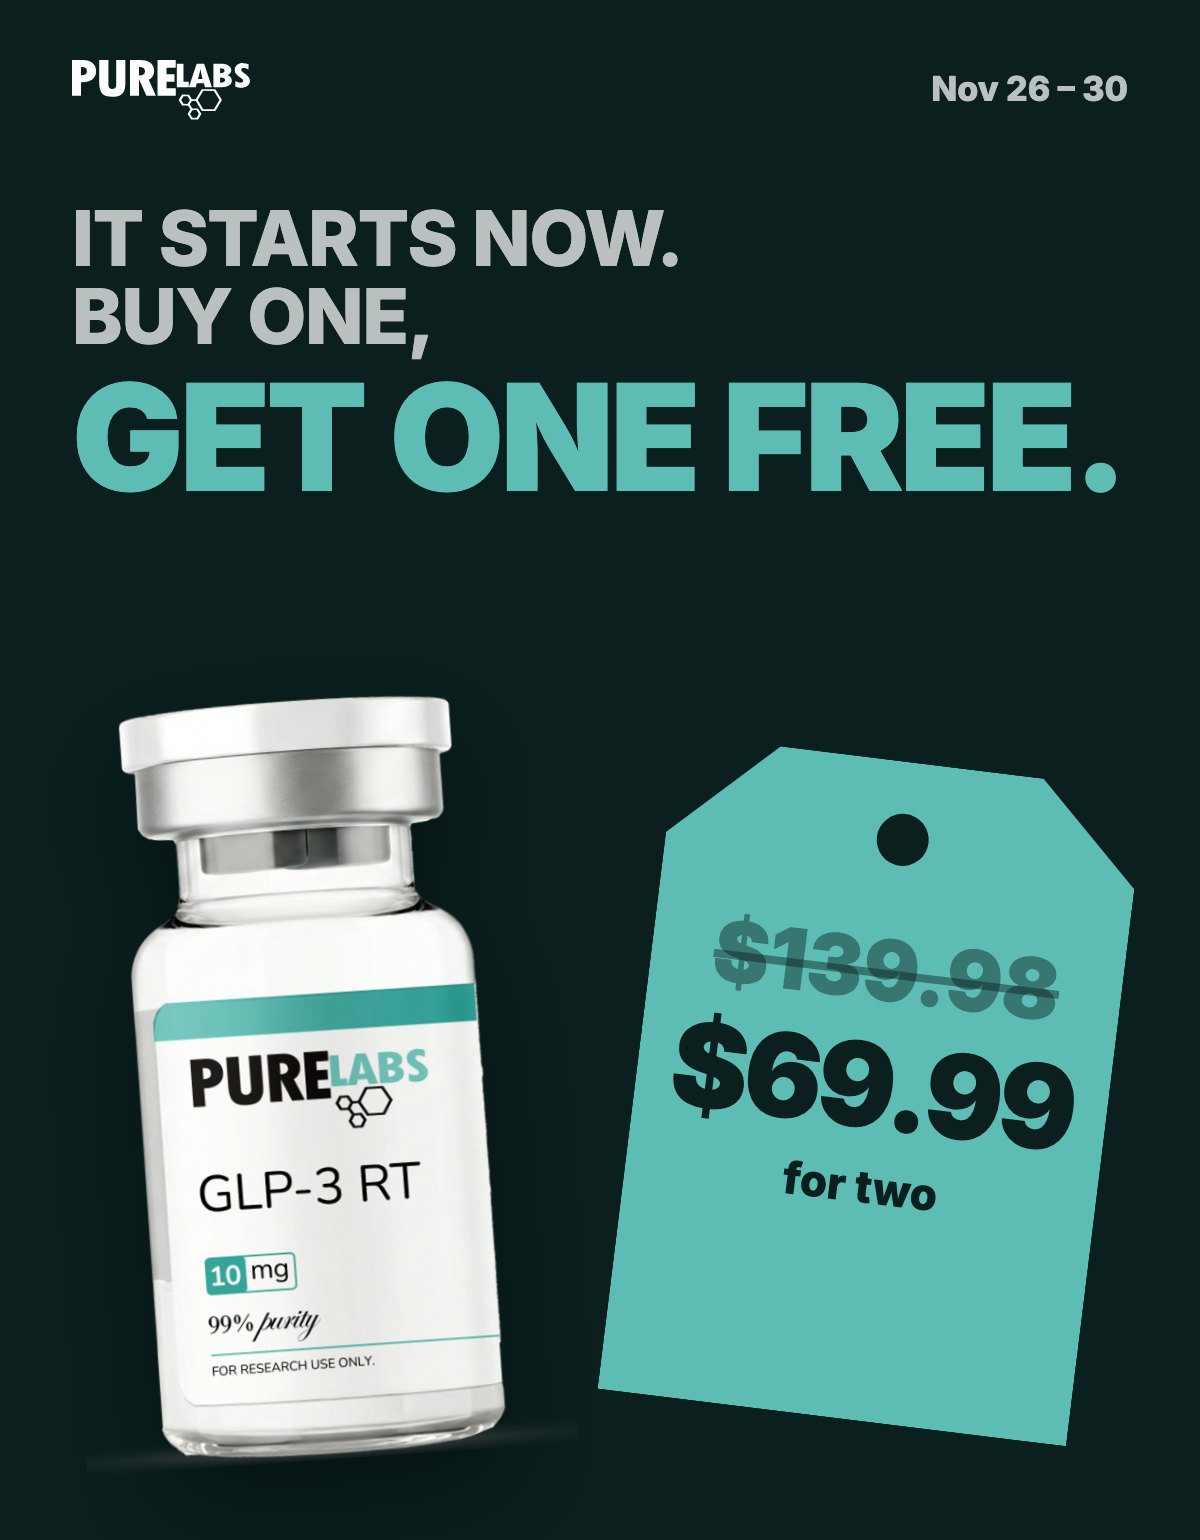 PURELABS
Nov 26 – 30
IT STARTS NOW.
BUY ONE,
GET ONE FREE.
PURELABS
GLP-3 RT
10 mg
99% purity
FOR RESEARCH USE ONLY.
$139.98
$69.99
for two